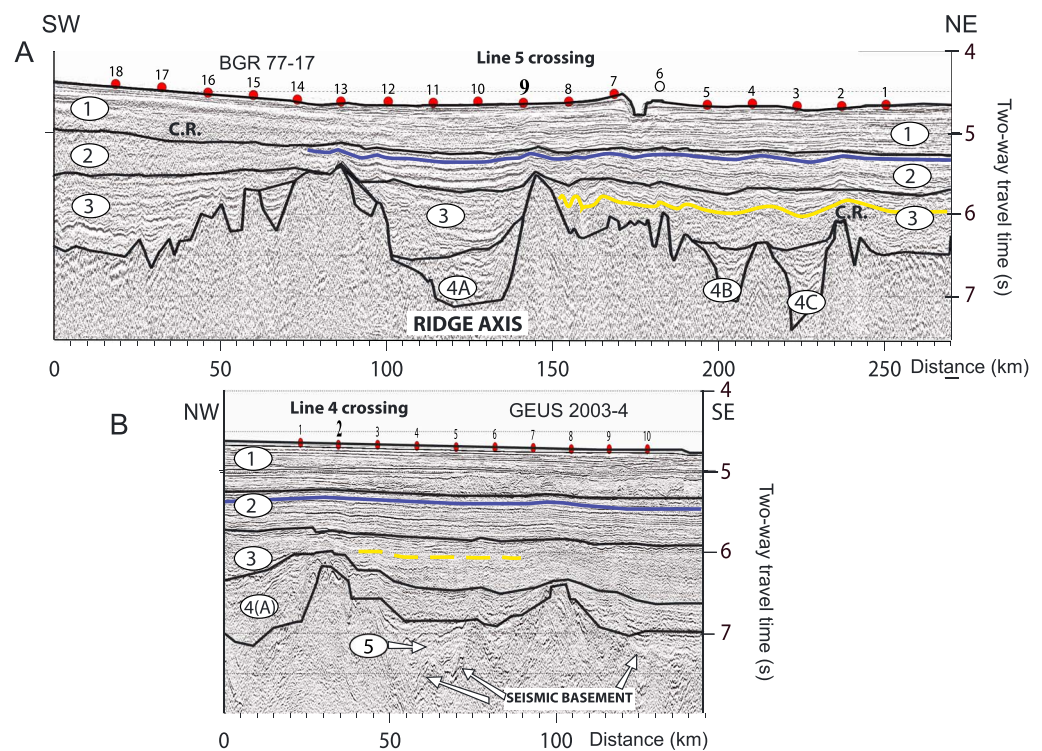 SW NE
A
BGR 77-17 Line 5 crossing
4
18 17 16 15 14 13 12 11 10 9 8 7 6 5 4 3 2 1
1
C.R.
1
5
2
2
3
3
C.R.
3
6
4A
4B
4C
7
RIDGE AXIS
Two-way travel time (s)
0 50 100 150 200 250 Distance (km)
B
NW Line 4 crossing GEUS 2003-4 SE
4
1 2 3 4 5 6 7 8 9 10
1
5
2
3
6
4(A)
5
7
SEISMIC BASEMENT
Two-way travel time (s)
0 50 100 Distance (km)